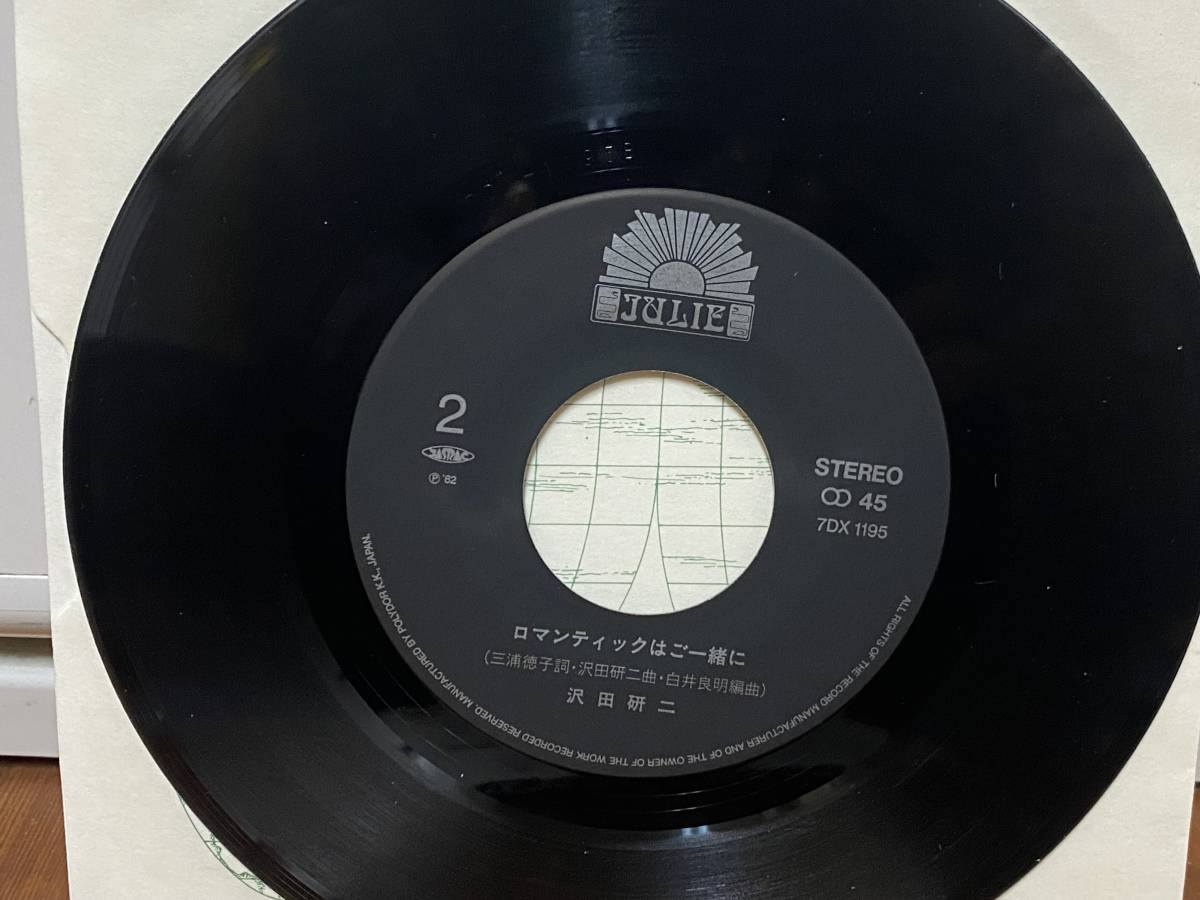 JULIE
2
JASRAC
Ⓟ '82
STEREO
45
7DX 1195
ロマンティックはご一緒に
(三浦徳子詞・沢田研二曲・白井良明編曲)
沢田研二
ALL RIGHTS OF THE RECORD MANUFACTURER AND OF THE OWNER OF THE WORK RECORDED RESERVED. MANUFACTURED BY POLYDOR K.K., JAPAN.